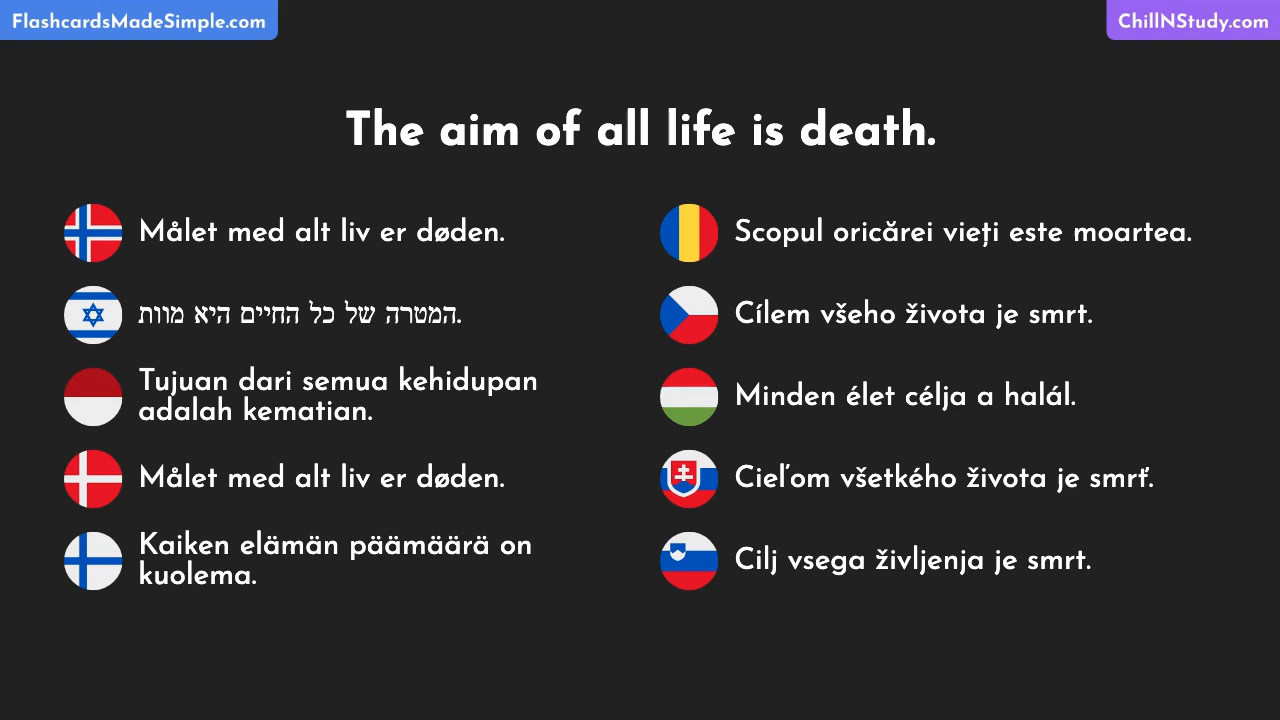 FlashcardsMadeSimple.com
ChillNStudy.com
The aim of all life is death.
Målet med alt liv er døden.
המטרה של כל החיים היא מוות.
Tujuan dari semua kehidupan
adalah kematian.
Målet med alt liv er døden.
Kaiken elämän päämäärä on
kuolema.
Scopul oricărei vieți este moartea.
Cílem všeho života je smrt.
Minden élet célja a halál.
Cieľom všetkého života je smrť.
Cilj vsega življenja je smrt.